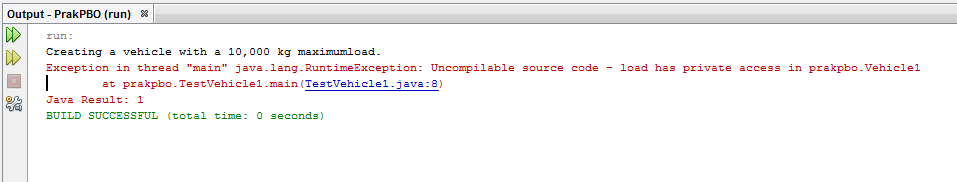 Output - PrakPBO (run)
run:
Creating a vehicle with a 10,000 kg maximumload.
Exception in thread "main" java.lang.RuntimeException: Uncompilable source code - load has private access in prakpbo.Vehicle1
at prakpbo.TestVehicle1.main(TestVehicle1.java:8)
Java Result: 1
BUILD SUCCESSFUL (total time: 0 seconds)